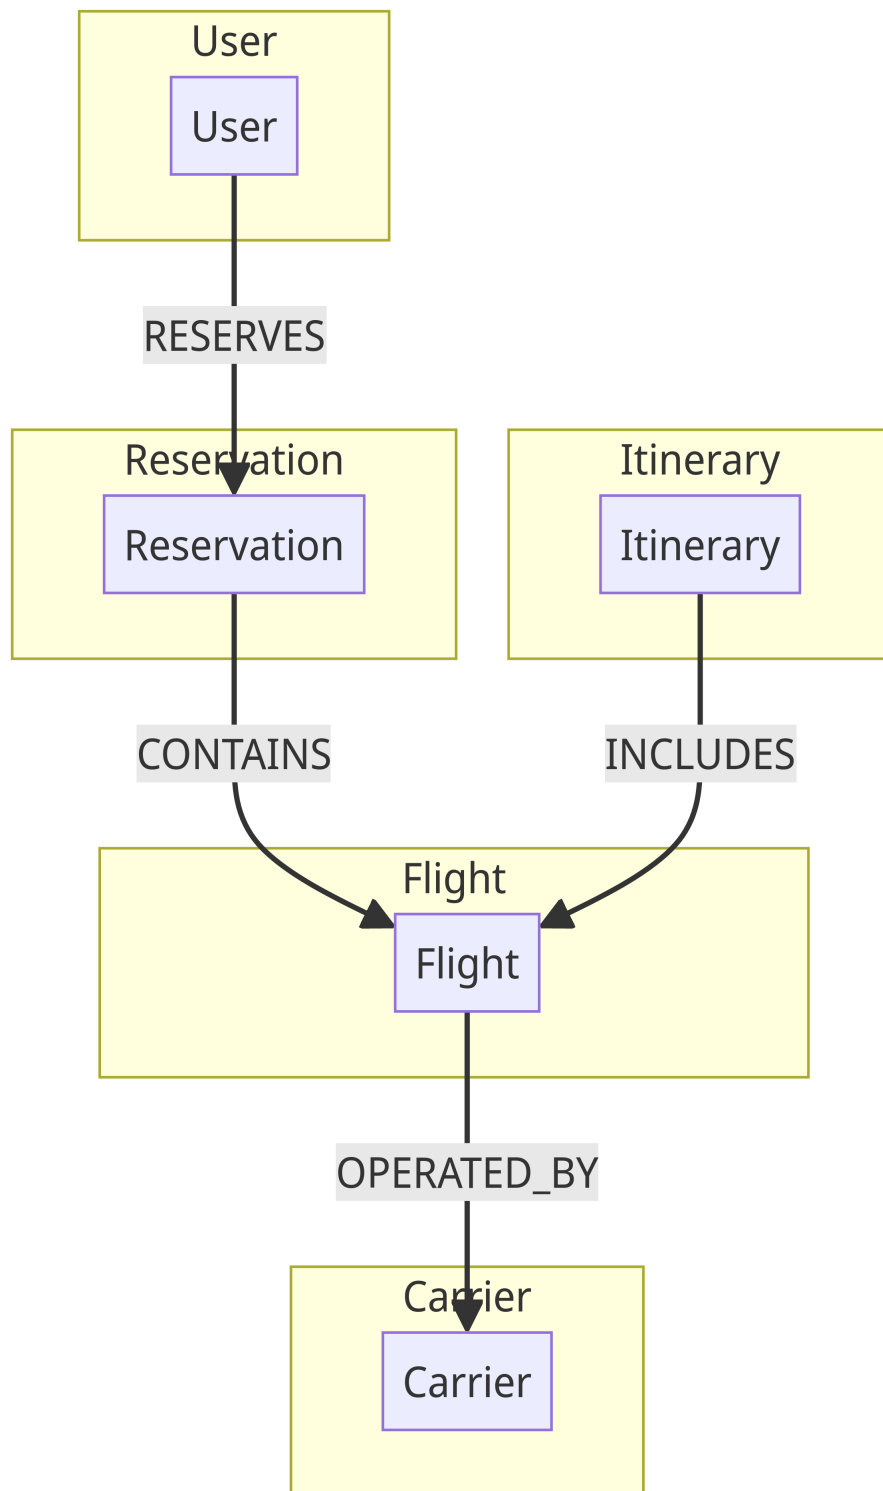 User
User
RESERVES
Reservation
Itinerary
Reservation
Itinerary
CONTAINS
INCLUDES
Flight
Flight
OPERATED_BY
Carrier
Carrier